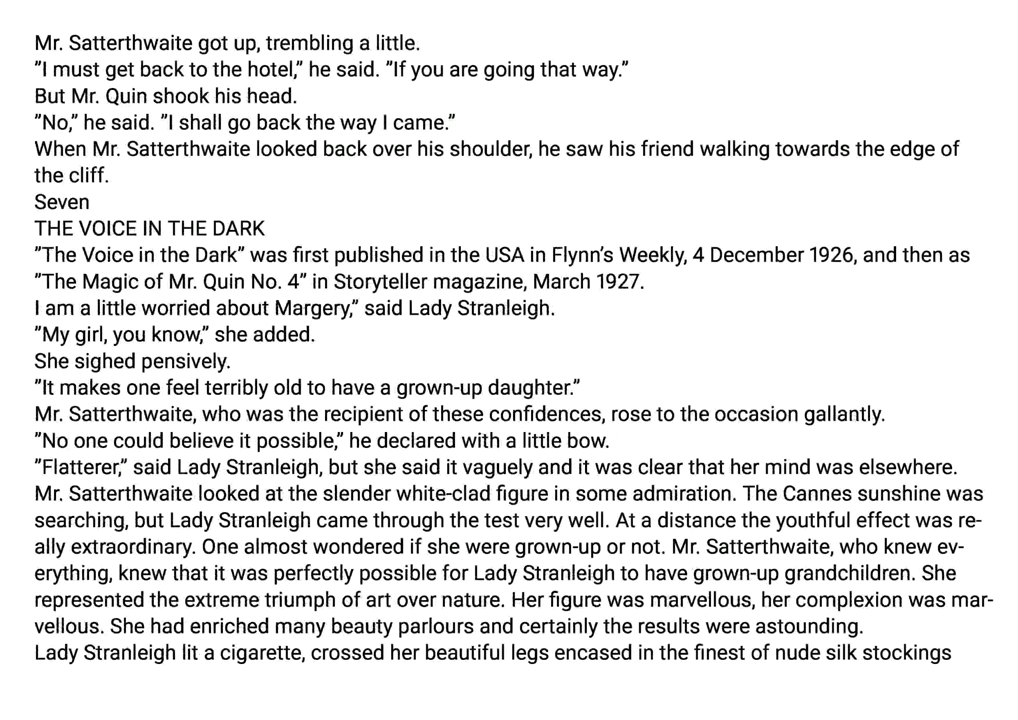 Mr. Satterthwaite got up, trembling a little.
”I must get back to the hotel,” he said. ”If you are going that way.”
But Mr. Quin shook his head.
”No,” he said. ”I shall go back the way I came.”
When Mr. Satterthwaite looked back over his shoulder, he saw his friend walking towards the edge of
the cliff.
Seven
THE VOICE IN THE DARK
”The Voice in the Dark” was first published in the USA in Flynn’s Weekly, 4 December 1926, and then as
”The Magic of Mr. Quin No. 4” in Storyteller magazine, March 1927.
I am a little worried about Margery,” said Lady Stranleigh.
”My girl, you know,” she added.
She sighed pensively.
”It makes one feel terribly old to have a grown-up daughter.”
Mr. Satterthwaite, who was the recipient of these confidences, rose to the occasion gallantly.
”No one could believe it possible,” he declared with a little bow.
”Flatterer,” said Lady Stranleigh, but she said it vaguely and it was clear that her mind was elsewhere.
Mr. Satterthwaite looked at the slender white-clad figure in some admiration. The Cannes sunshine was
searching, but Lady Stranleigh came through the test very well. At a distance the youthful effect was re-
ally extraordinary. One almost wondered if she were grown-up or not. Mr. Satterthwaite, who knew ev-
erything, knew that it was perfectly possible for Lady Stranleigh to have grown-up grandchildren. She
represented the extreme triumph of art over nature. Her figure was marvellous, her complexion was mar-
vellous. She had enriched many beauty parlours and certainly the results were astounding.
Lady Stranleigh lit a cigarette, crossed her beautiful legs encased in the finest of nude silk stockings